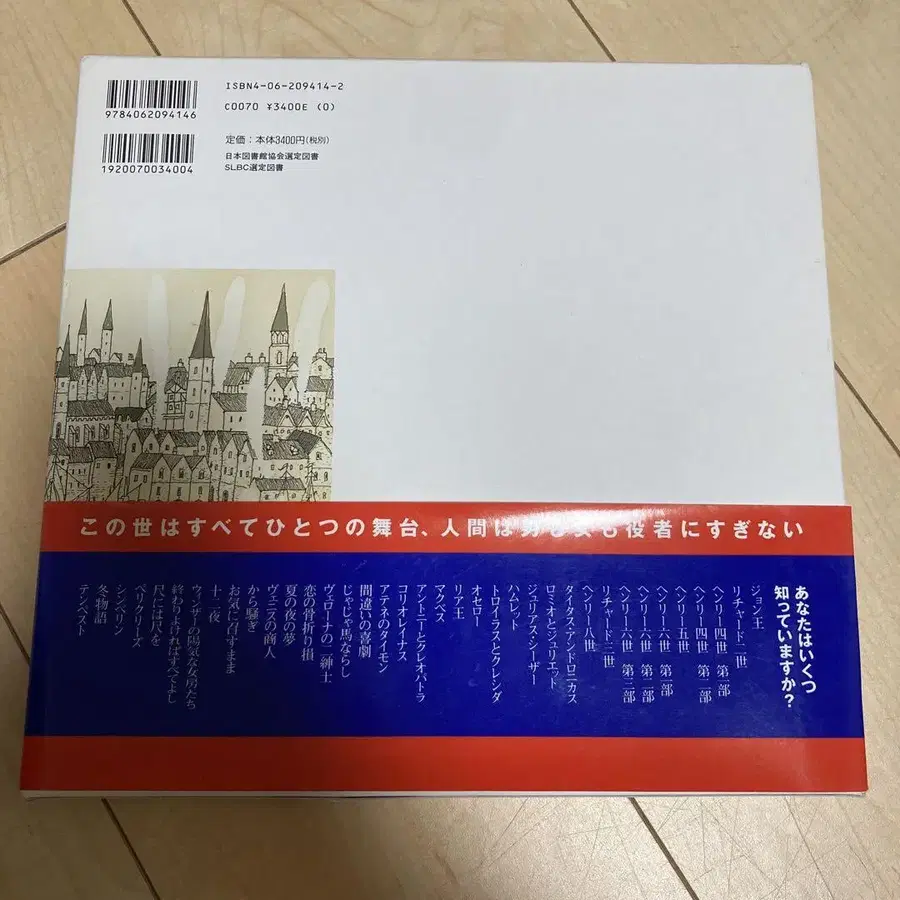 ISBN4-06-209414-2
C0070 ¥3400E (0)
9784062094146
定価：本体3400円(税別)
1920070034004
日本図書館協会選定図書
SLBC選定図書
この世はすべてひとつの舞台、人間は男も女も役者にすぎない
あなたはいくつ
知っていますか？
ジョン王
リチャード二世
ヘンリー四世 第一部
ヘンリー四世 第二部
ヘンリー五世
ヘンリー六世 第一部
ヘンリー六世 第二部
ヘンリー六世 第三部
リチャード三世
ヘンリー八世
タイタス・アンドロニカス
ロミオとジュリエット
ジュリアス・シーザー
ハムレット
トロイラスとクレシダ
オセロー
リア王
マクベス
アントニーとクレオパトラ
コリオレイナス
アテネのタイモン
間違いの喜劇
じゃじゃ馬ならし
ヴェローナの二紳士
恋の骨折り損
夏の夜の夢
ヴェニスの商人
から騒ぎ
お気に召すまま
十二夜
ウィンザーの陽気な女房たち
終わりよければすべてよし
尺には尺を
ペリクリーズ
シンベリン
冬物語
テンペスト